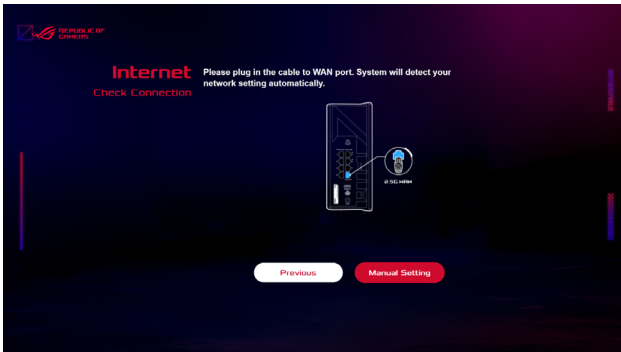 REPUBLIC OF
GAMERS
Internet
Check Connection
Please plug in the cable to WAN port. System will detect your
network setting automatically.
2.5G WAN
Previous
Manual Setting